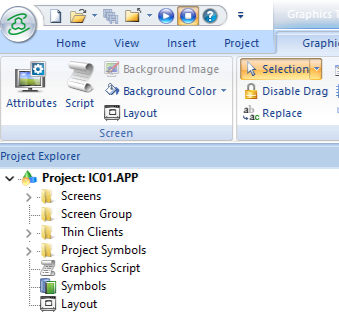 Graphics T
Home View Insert Project Graphi
Attributes Script Background Image Selection
Background Color Disable Drag
Layout Replace
Screen
Project Explorer
Project: IC01.APP
Screens
Screen Group
Thin Clients
Project Symbols
Graphics Script
Symbols
Layout